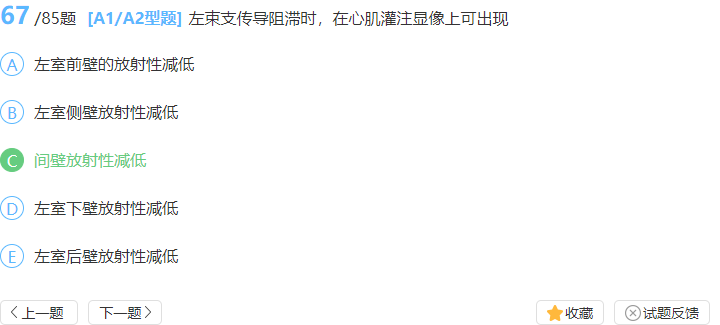 67/85题 [A1/A2型题] 左束支传导阻滞时，在心肌灌注显像上可出现
A 左室前壁的放射性减低
B 左室侧壁放射性减低
C 间壁放射性减低
D 左室下壁放射性减低
E 左室后壁放射性减低
上一题 下一题 收藏 试题反馈